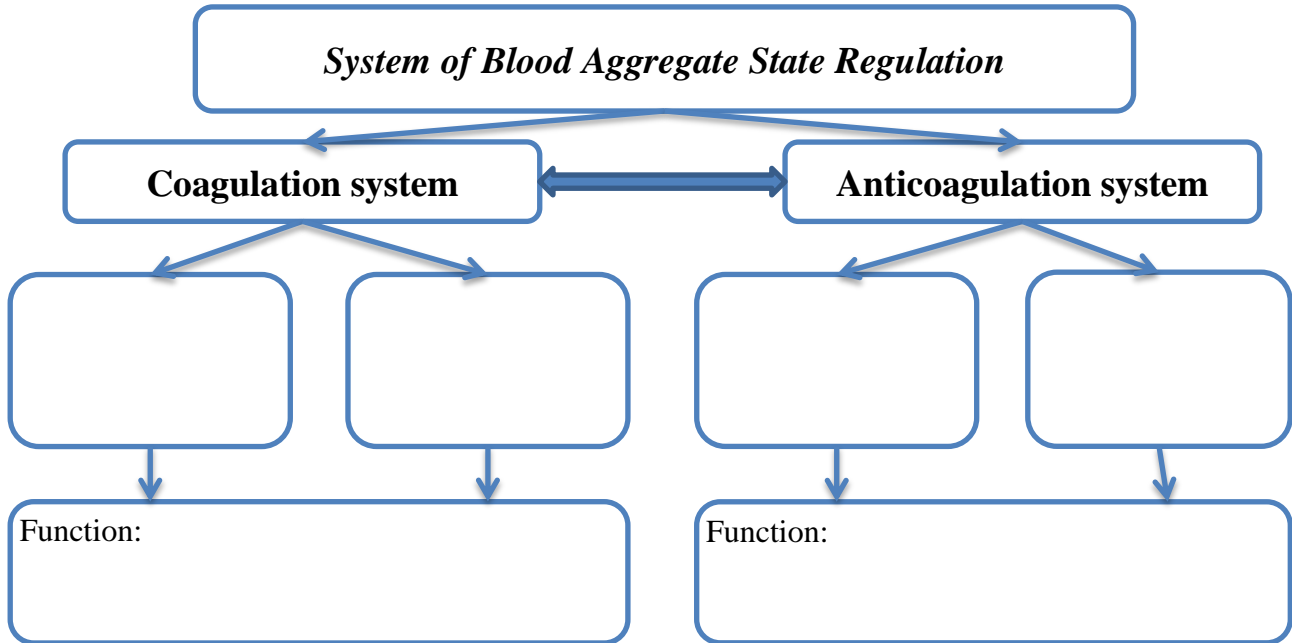 System of Blood Aggregate State Regulation
Coagulation system
Anticoagulation system
Function:
Function: